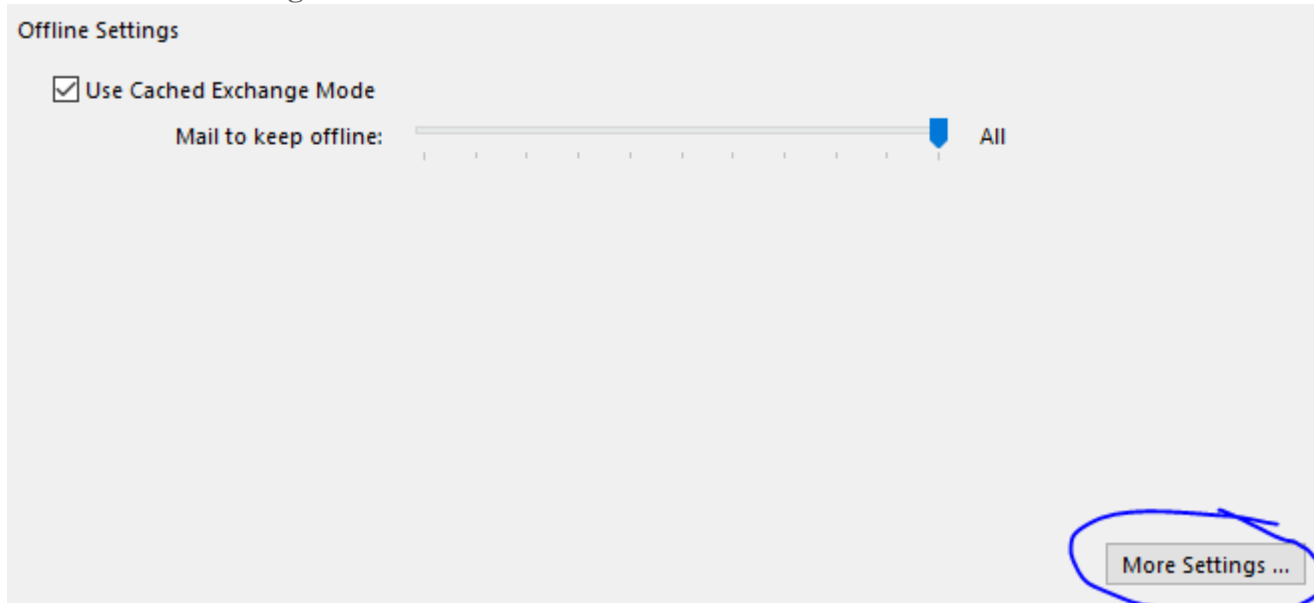 Offline Settings
Use Cached Exchange Mode
Mail to keep offline:
All
More Settings ...